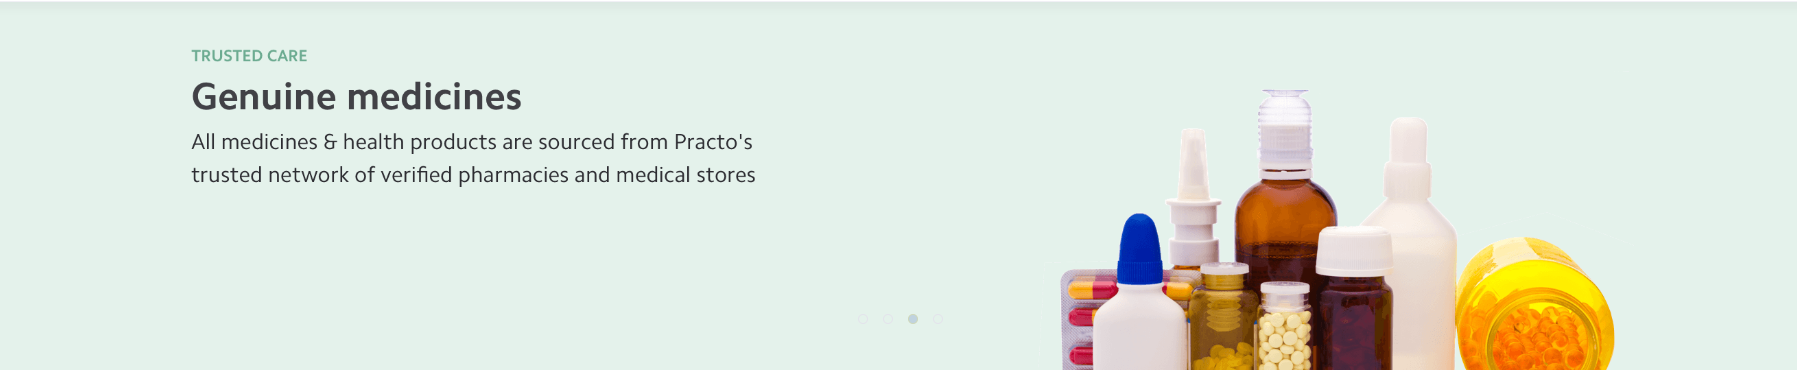 TRUSTED CARE
Genuine medicines
All medicines & health products are sourced from Practo's
trusted network of verified pharmacies and medical stores